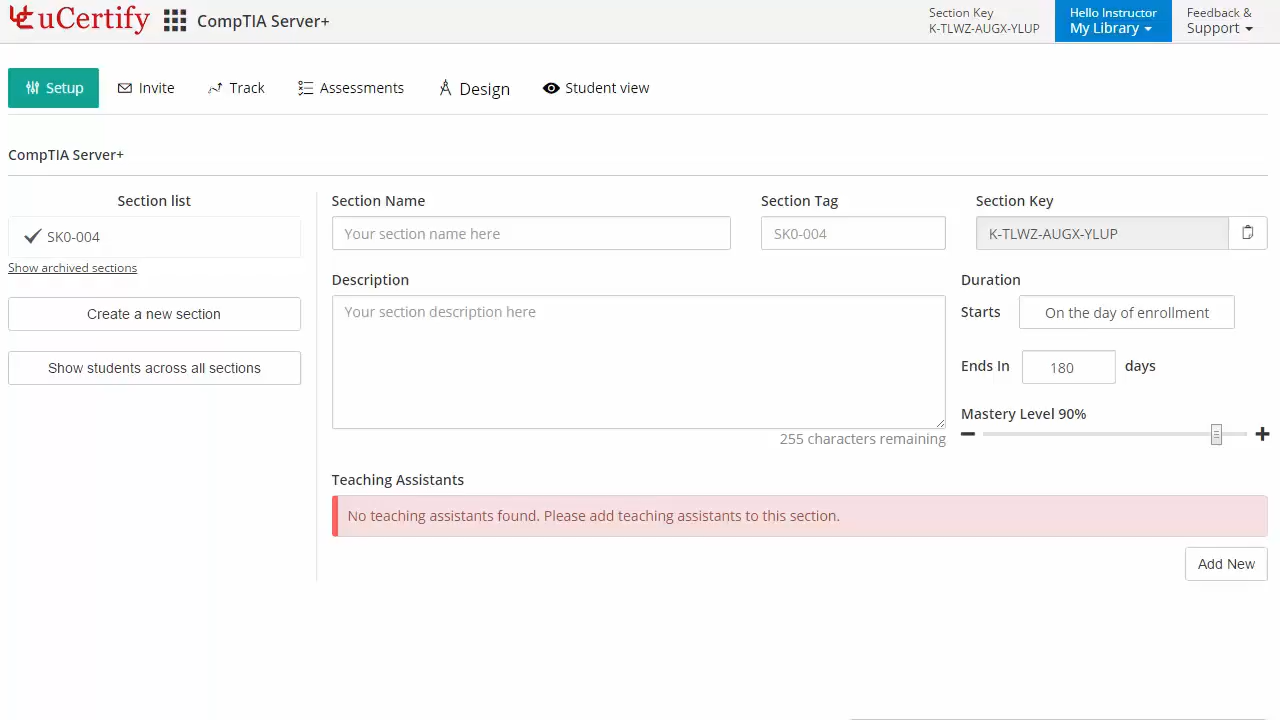 uCertify
CompTIA Server+
Section Key
K-TLWZ-AUGX-YLUP
Hello Instructor
My Library
Feedback &
Support
Setup
Invite
Track
Assessments
Design
Student view
CompTIA Server+
Section list
SK0-004
Show archived sections
Create a new section
Show students across all sections
Section Name
Your section name here
Section Tag
SK0-004
Section Key
K-TLWZ-AUGX-YLUP
Description
Your section description here
255 characters remaining
Duration
Starts On the day of enrollment
Ends In 180 days
Mastery Level 90%
Teaching Assistants
No teaching assistants found. Please add teaching assistants to this section.
Add New